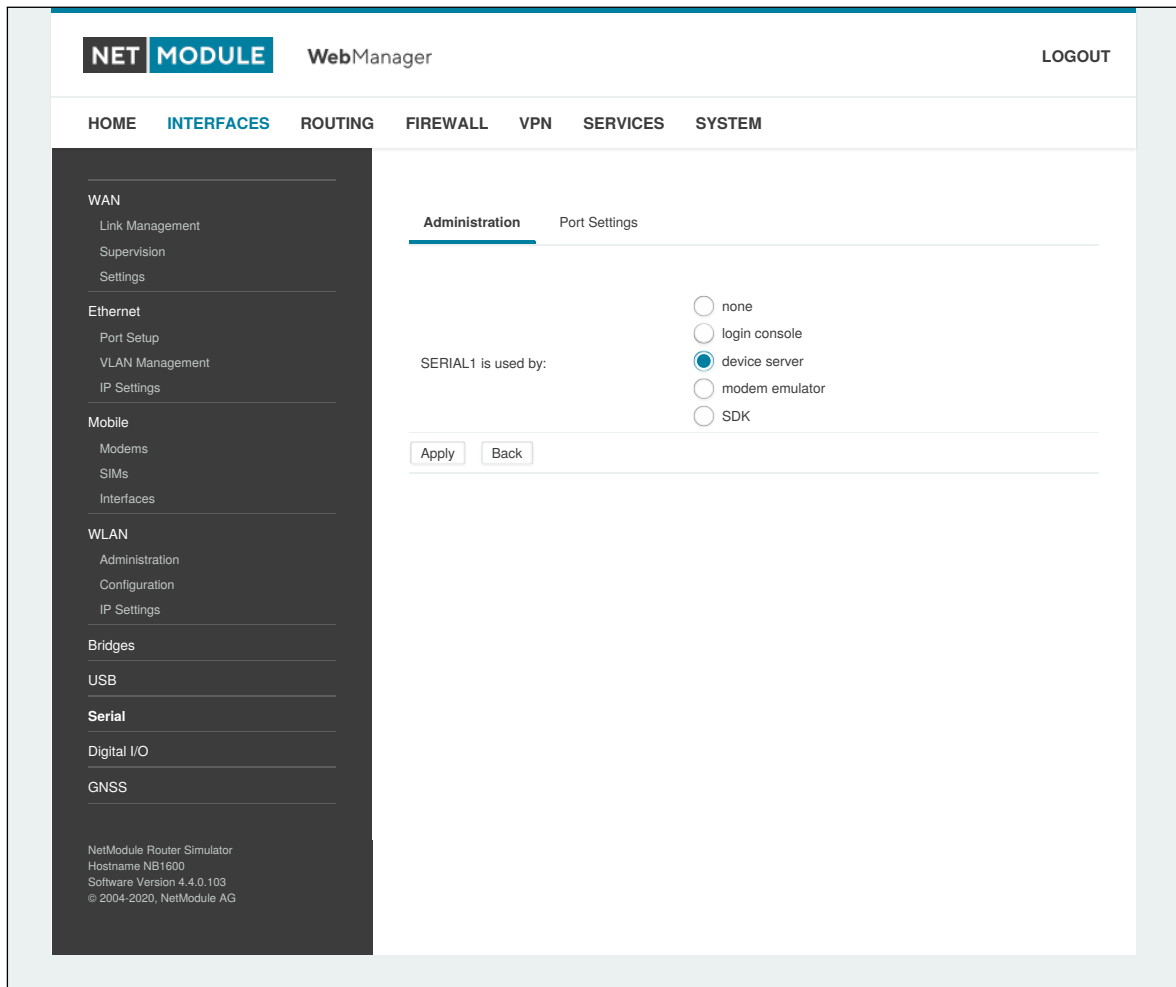 NET MODULE WebManager LOGOUT
HOME INTERFACES ROUTING FIREWALL VPN SERVICES SYSTEM
WAN
Link Management
Supervision
Settings
Ethernet
Port Setup
VLAN Management
IP Settings
Mobile
Modems
SIMs
Interfaces
WLAN
Administration
Configuration
IP Settings
Bridges
USB
Serial
Digital I/O
GNSS
NetModule Router Simulator
Hostname NB1600
Software Version 4.4.0.103
© 2004-2020, NetModule AG
Administration Port Settings
SERIAL1 is used by:
none
login console
device server
modem emulator
SDK
Apply Back